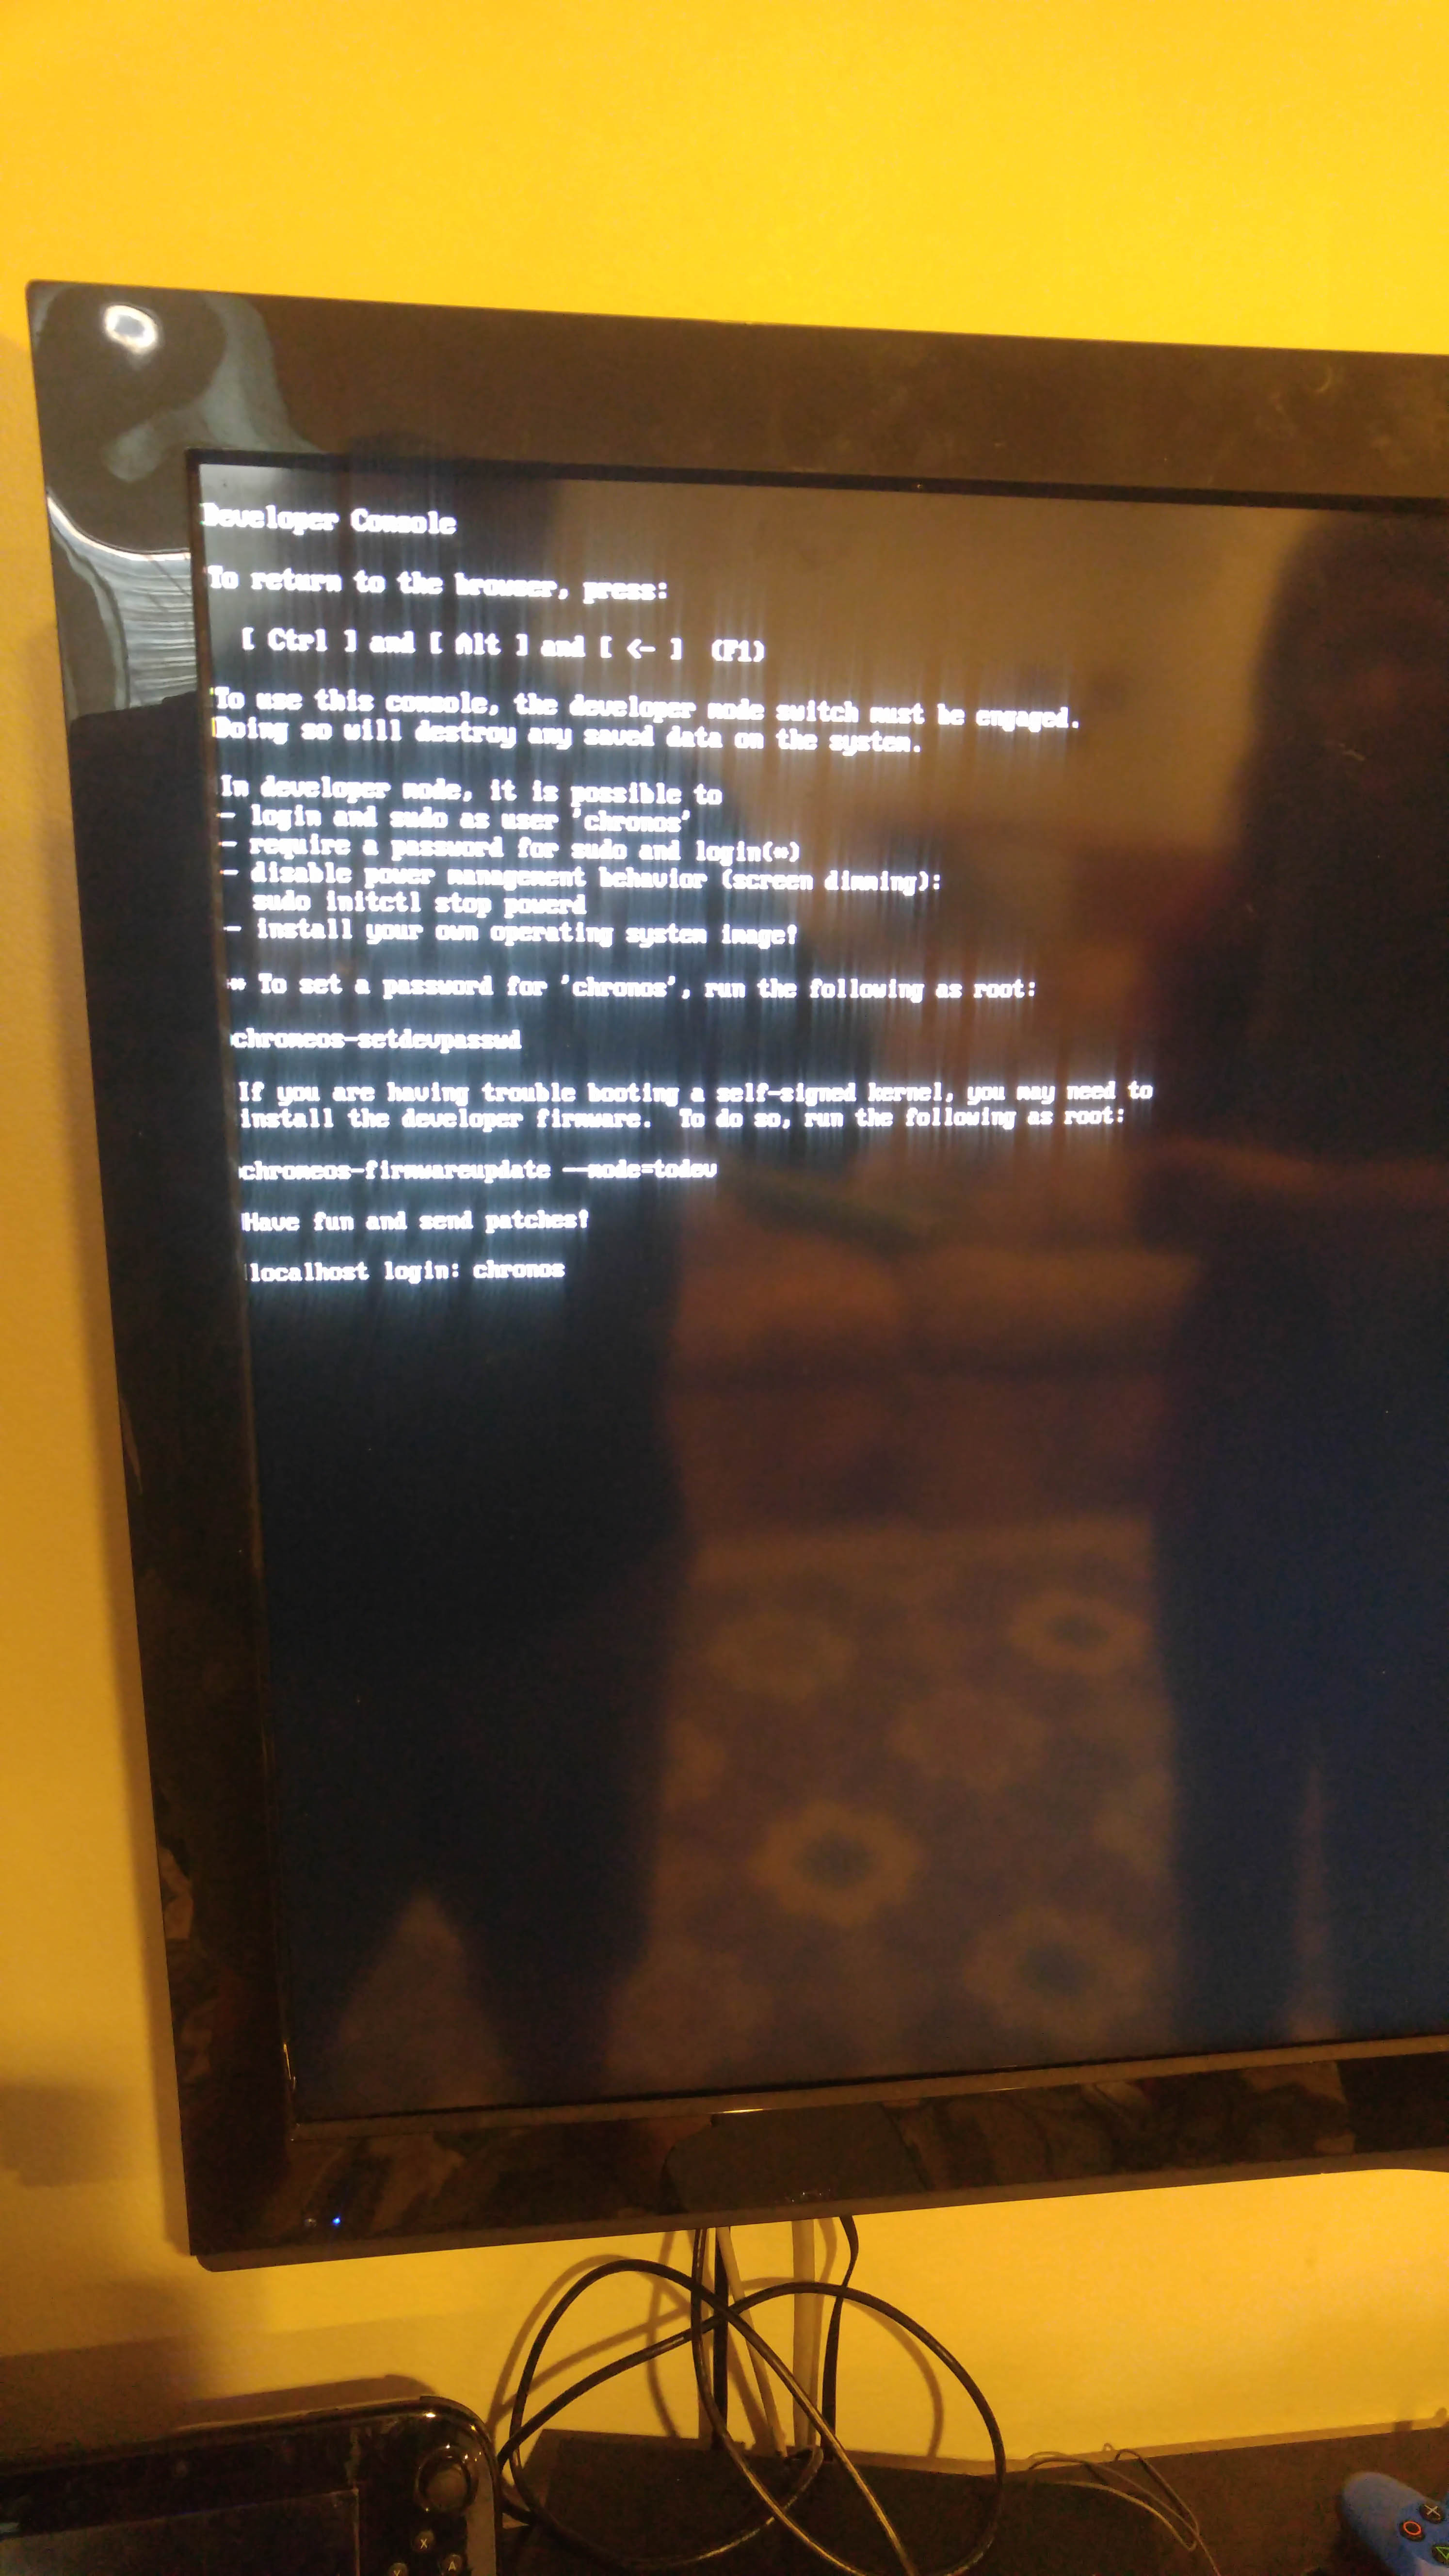 Developer Console
To return to the browser, press:
[ Ctrl ] and [ Alt ] and [ <- ] (F1)
To use this console, the developer mode switch must be engaged.
Doing so will destroy any saved data on the system.
In developer mode, it is possible to
- login and sudo as user 'chronos'
- require a password for sudo and login(*)
- disable power management behavior (screen dimming):
sudo initctl stop powerd
- install your own operating system image!
* To set a password for 'chronos', run the following as root:
chromeos-setdevpasswd
If you are having trouble booting a self-signed kernel, you may need to
install the developer firmware. To do so, run the following as root:
chromeos-firmwareupdate --mode=todev
Have fun and send patches!
localhost login: chronos
X
A
Y